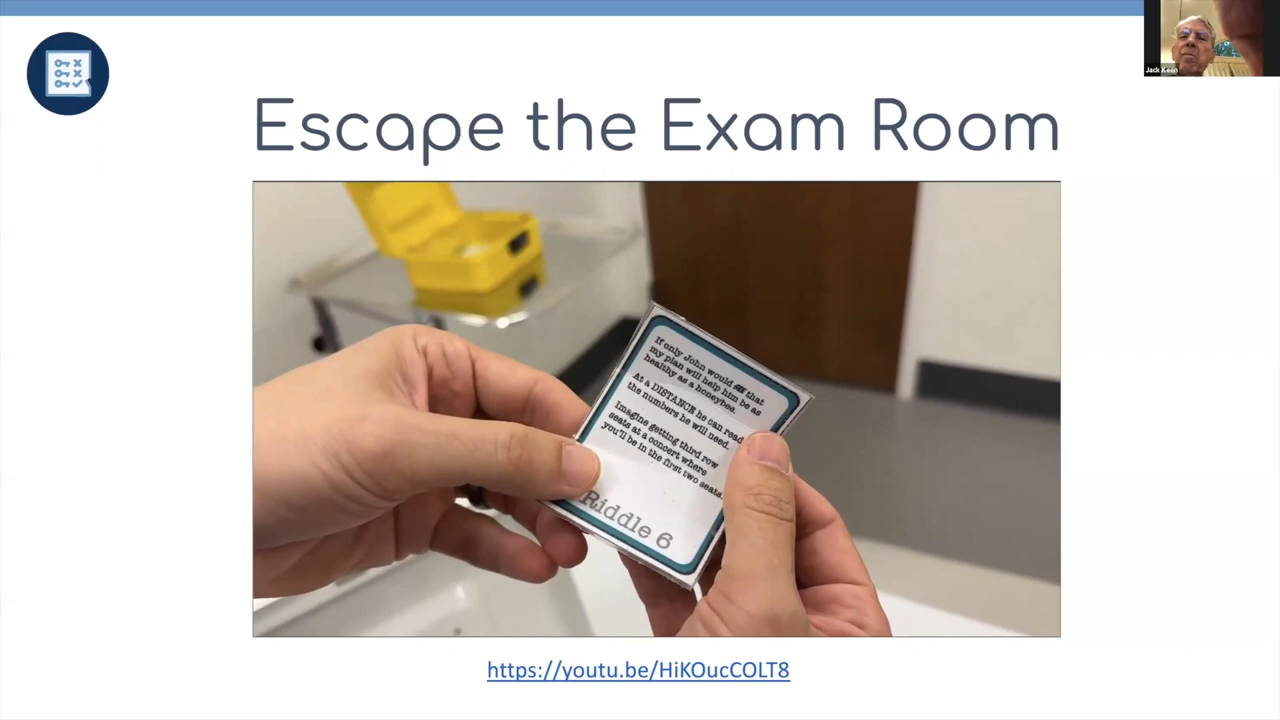 Jack Keen
Escape the Exam Room
If only John would see that
my plan will help him be as
healthy as a honeybee.
At a DISTANCE he can read
the numbers he will need.
Imagine getting third row
seats at a concert where
you'll be in the first two seats.
Riddle 6
https://youtu.be/HiKOucCOLT8